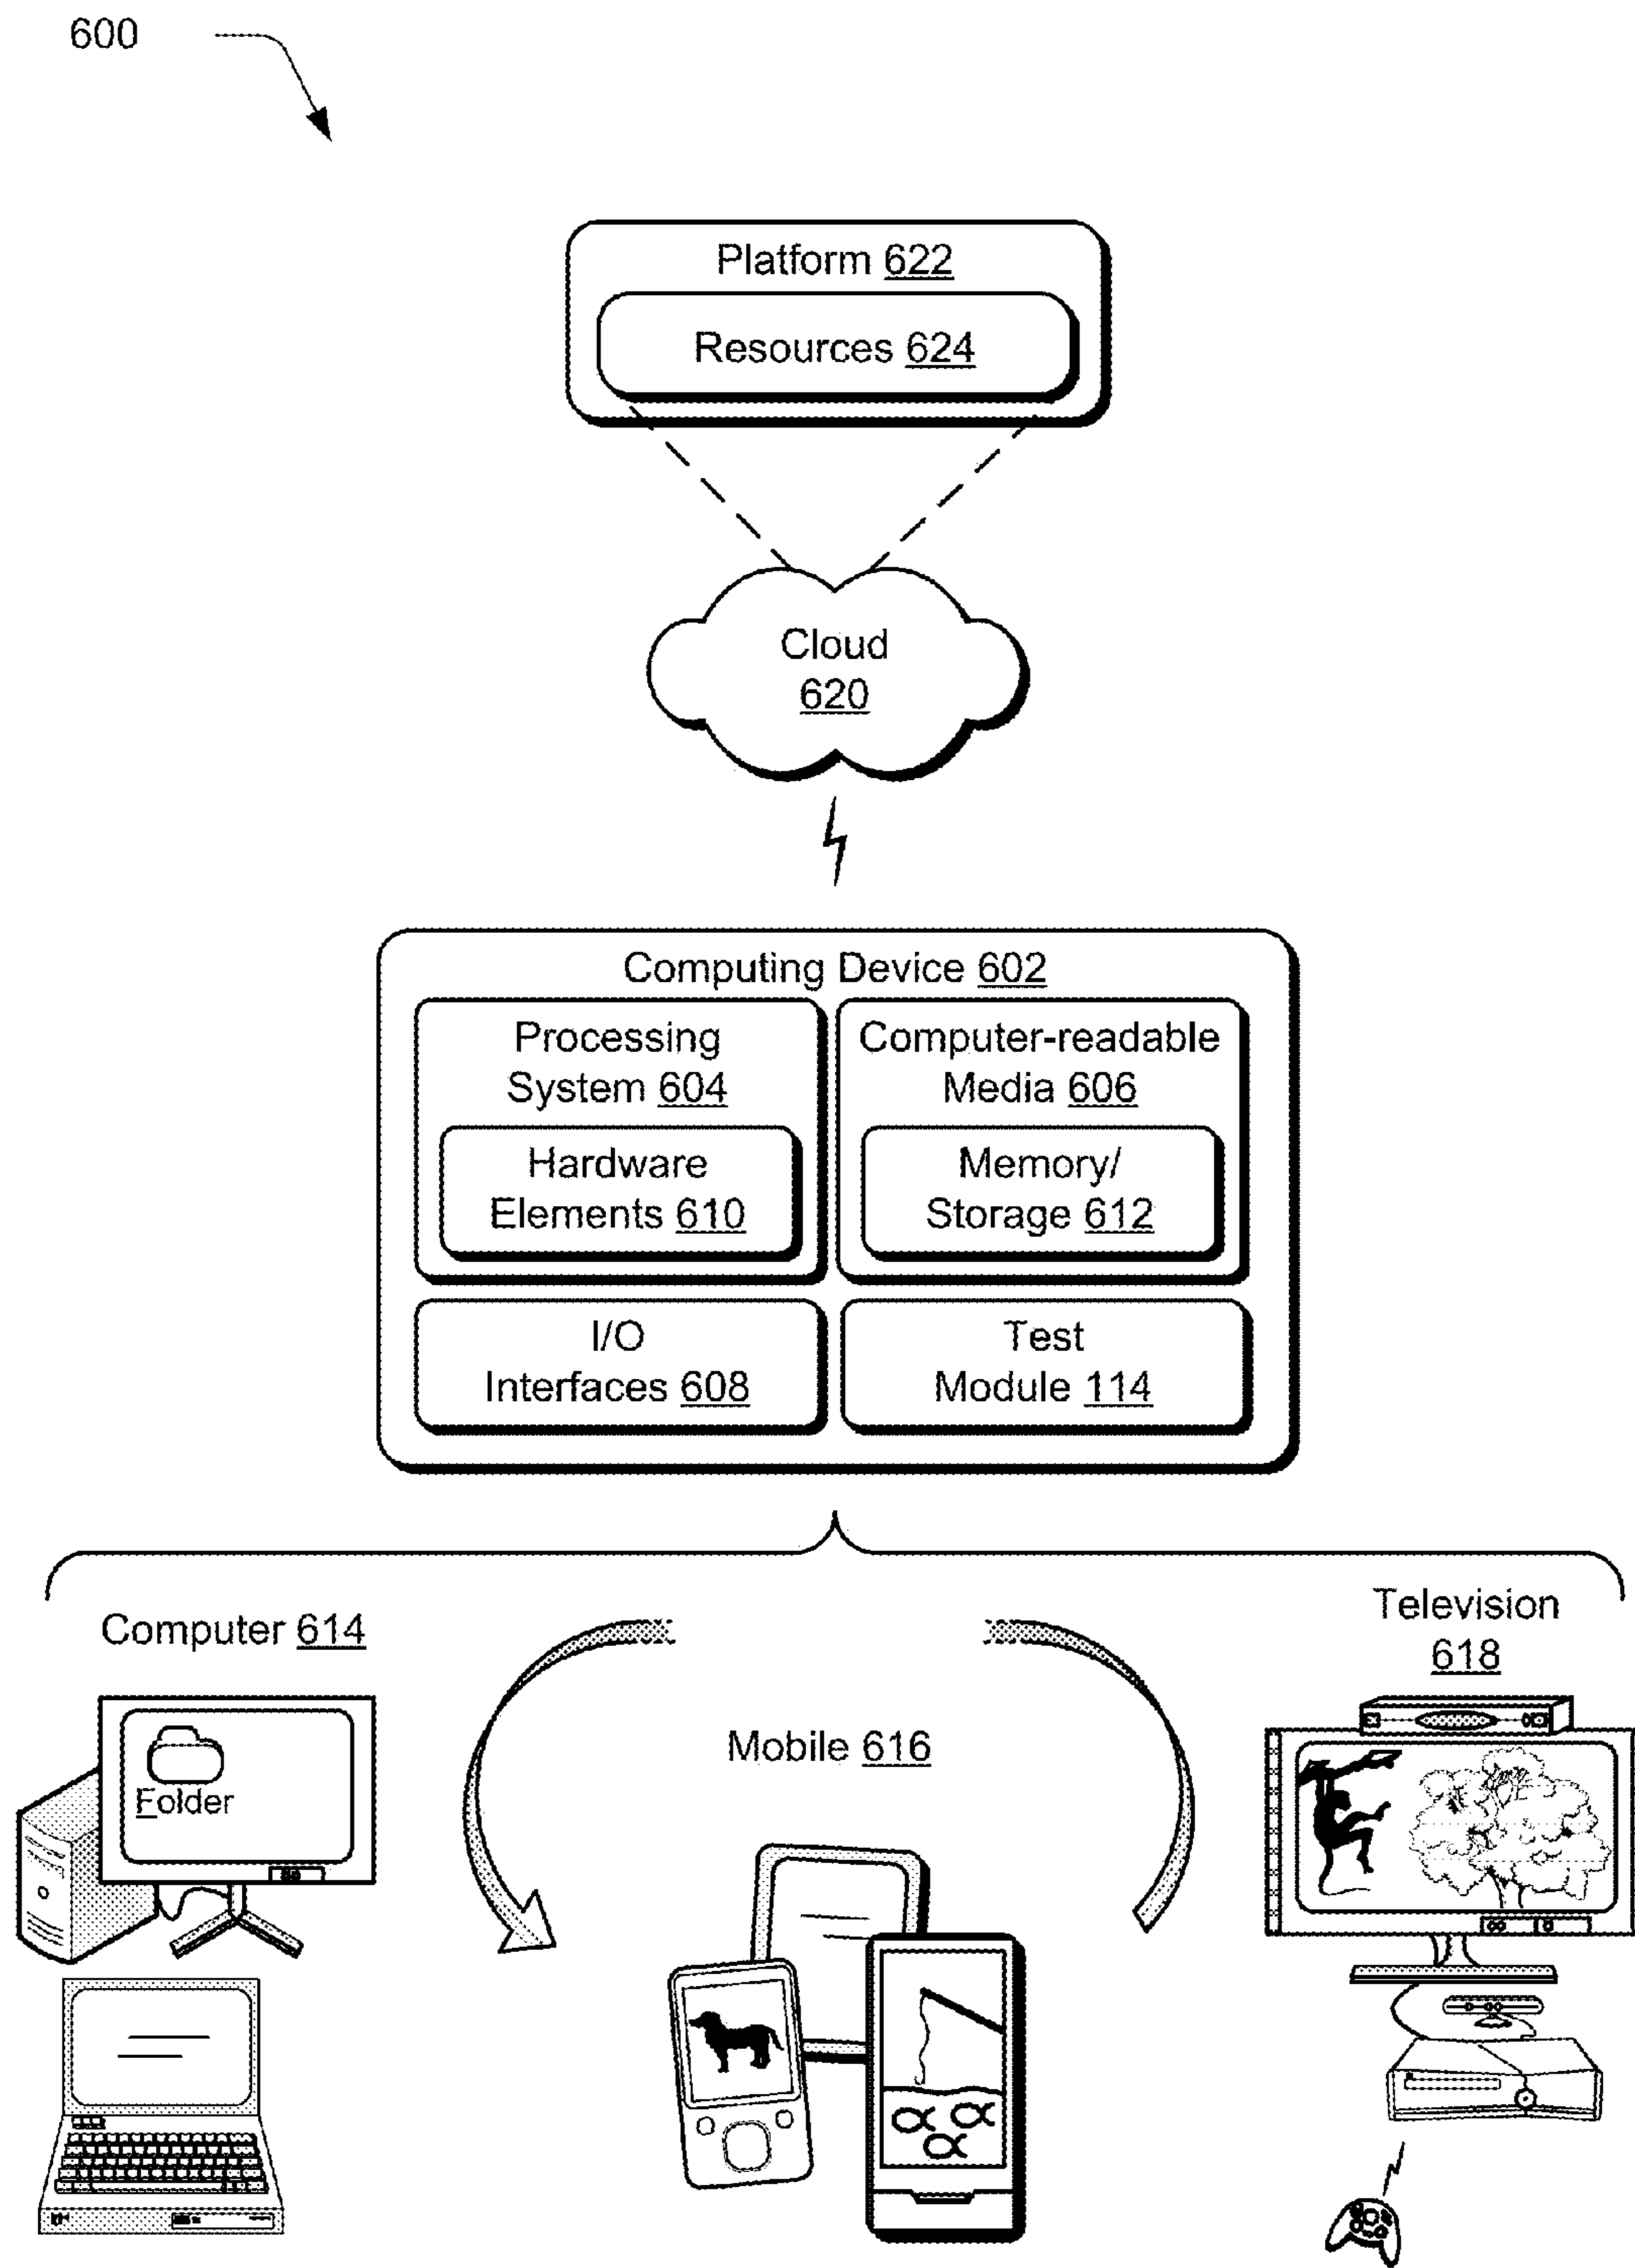 600
Platform 622
Resources 624
Cloud
620
Computing Device 602
Processing
System 604
Hardware
Elements 610
Computer-readable
Media 606
Memory/
Storage 612
I/O
Interfaces 608
Test
Module 114
Computer 614
Folder
Mobile 616
Television
618